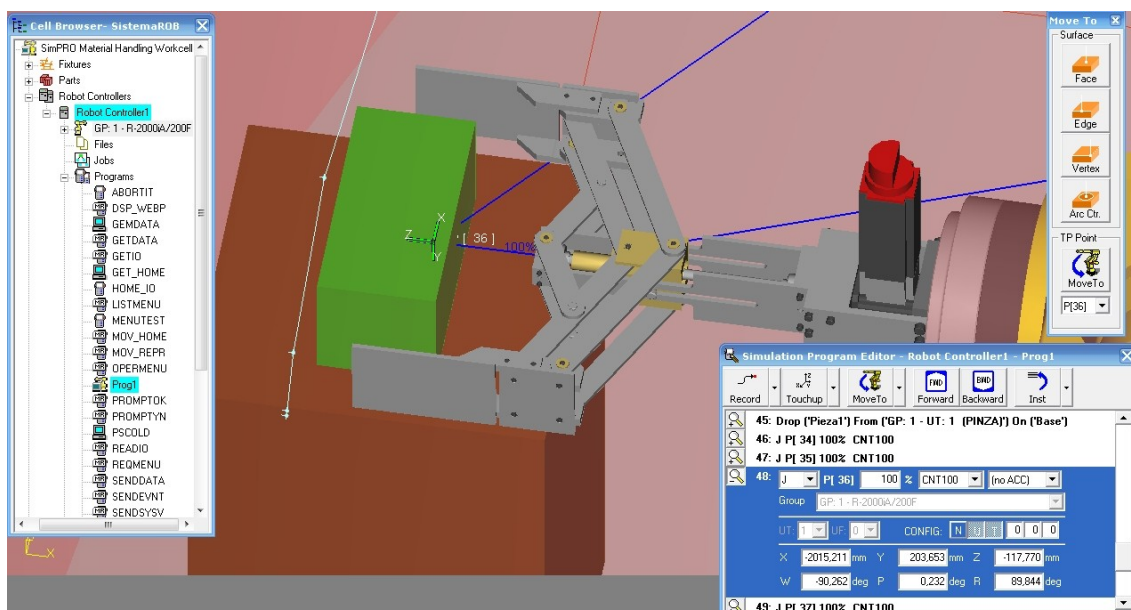 Cell Browser- SistemaROB
SimPRO Material Handling Workcell
Fixtures
Parts
Robot Controllers
Robot Controller1
GP: 1 - R-2000iA/200F
Files
Jobs
Programs
ABORTIT
DSP_WEBP
GEMDATA
GETDATA
GETIO
GET_HOME
HOME_IO
LISTMENU
MENUTEST
MOV_HOME
MOV_REPR
OPERMENU
Prog1
PROMPTOK
PROMPTYN
PSCOLD
READIO
REQMENU
SENDDATA
SENDEVNT
SENDSYSV
X
Z
[ 36 ]
Y
100%
X
Move To
Surface
Face
Edge
Vertex
Arc Ctr.
TP Point
MoveTo
P[36]
Simulation Program Editor - Robot Controller1 - Prog1
Record
Touchup
MoveTo
FWD
Forward
BWD
Backward
Inst
45: Drop ('Pieza1') From ('GP: 1 - UT: 1 (PINZA)') On ('Base')
46: J P[ 34] 100% CNT100
47: J P[ 35] 100% CNT100
48: J P[ 36] 100 % CNT100 (no ACC)
Group GP: 1 - R-2000iA/200F
UT: 1 UF: 0 CONFIG: N U T 0 0 0
X -2015,211 mm Y 203,653 mm Z -117,770 mm
W -90,262 deg P 0,232 deg R 89,844 deg
49: J P[ 37] 100% CNT100